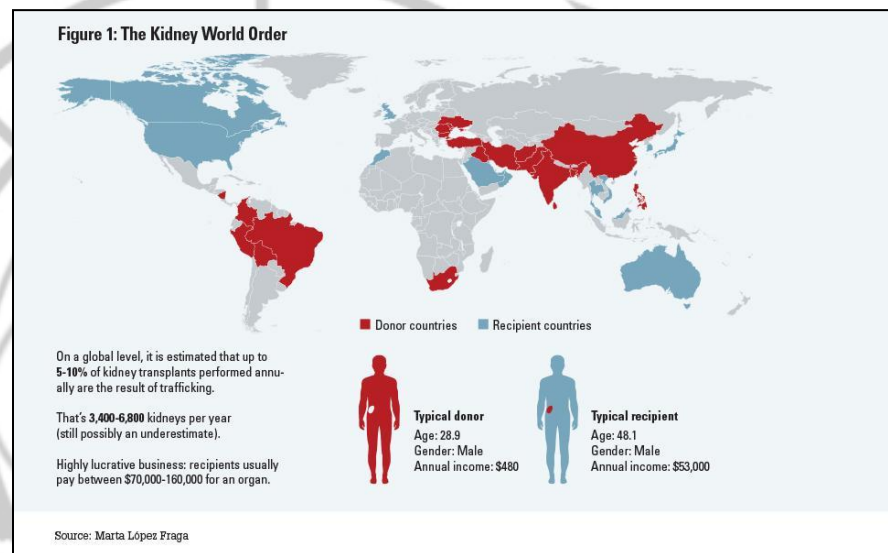 Figure 1: The Kidney World Order
Donor countries
Recipient countries
On a global level, it is estimated that up to
5-10% of kidney transplants performed annu-
ally are the result of trafficking.
That's 3,400-6,800 kidneys per year
(still possibly an underestimate).
Highly lucrative business: recipients usually
pay between $70,000-160,000 for an organ.
Typical donor
Age: 28.9
Gender: Male
Annual income: $480
Typical recipient
Age: 48.1
Gender: Male
Annual income: $53,000
Source: Marta López Fraga